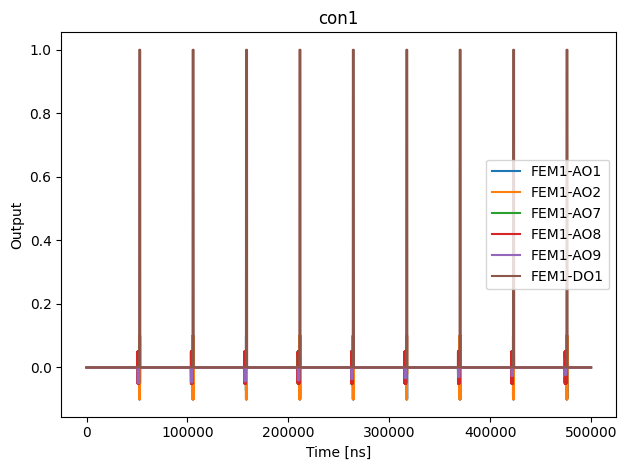 con1
1.0
0.8
0.6
0.4
0.2
0.0
Output
FEM1-AO1
FEM1-AO2
FEM1-AO7
FEM1-AO8
FEM1-AO9
FEM1-DO1
0 100000 200000 300000 400000 500000
Time [ns]